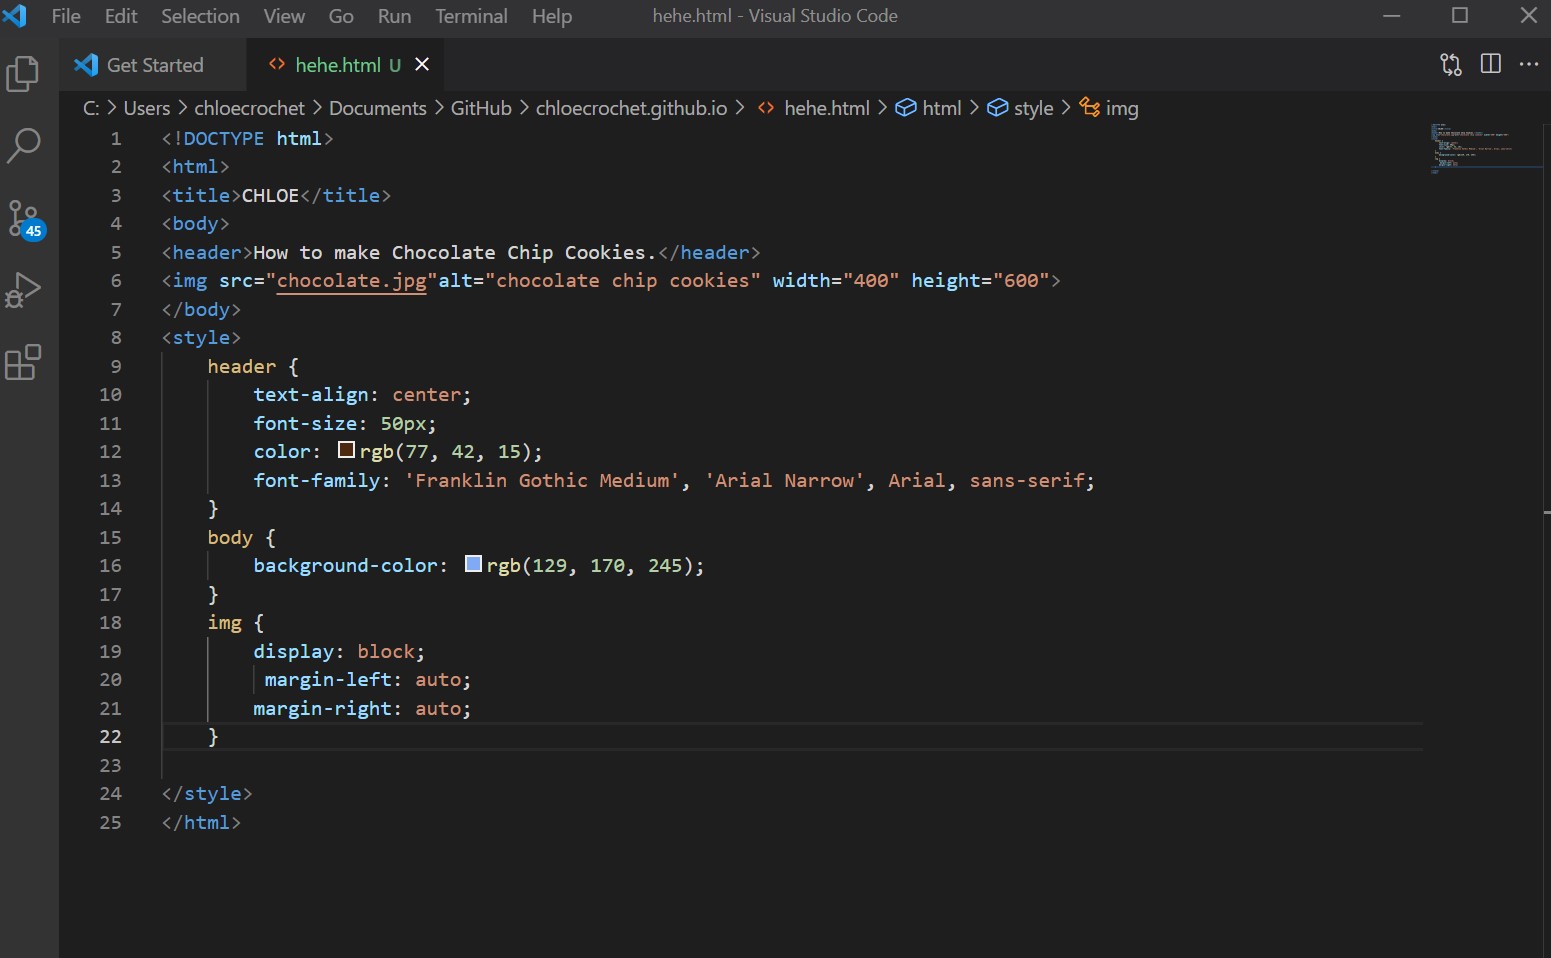 File Edit Selection View Go Run Terminal Help hehe.html - Visual Studio Code
Get Started hehe.html U
C: > Users > chloecrochet > Documents > GitHub > chloecrochet.github.io > hehe.html > html > style > img
1 <!DOCTYPE html>
2 <html>
3 <title>CHLOE</title>
4 <body>
45
5 <header>How to make Chocolate Chip Cookies.</header>
6 <img src="chocolate.jpg"alt="chocolate chip cookies" width="400" height="600">
7 </body>
8 <style>
9 header {
10 text-align: center;
11 font-size: 50px;
12 color: rgb(77, 42, 15);
13 font-family: 'Franklin Gothic Medium', 'Arial Narrow', Arial, sans-serif;
14 }
15 body {
16 background-color: rgb(129, 170, 245);
17 }
18 img {
19 display: block;
20 margin-left: auto;
21 margin-right: auto;
22 }
23
24 </style>
25 </html>